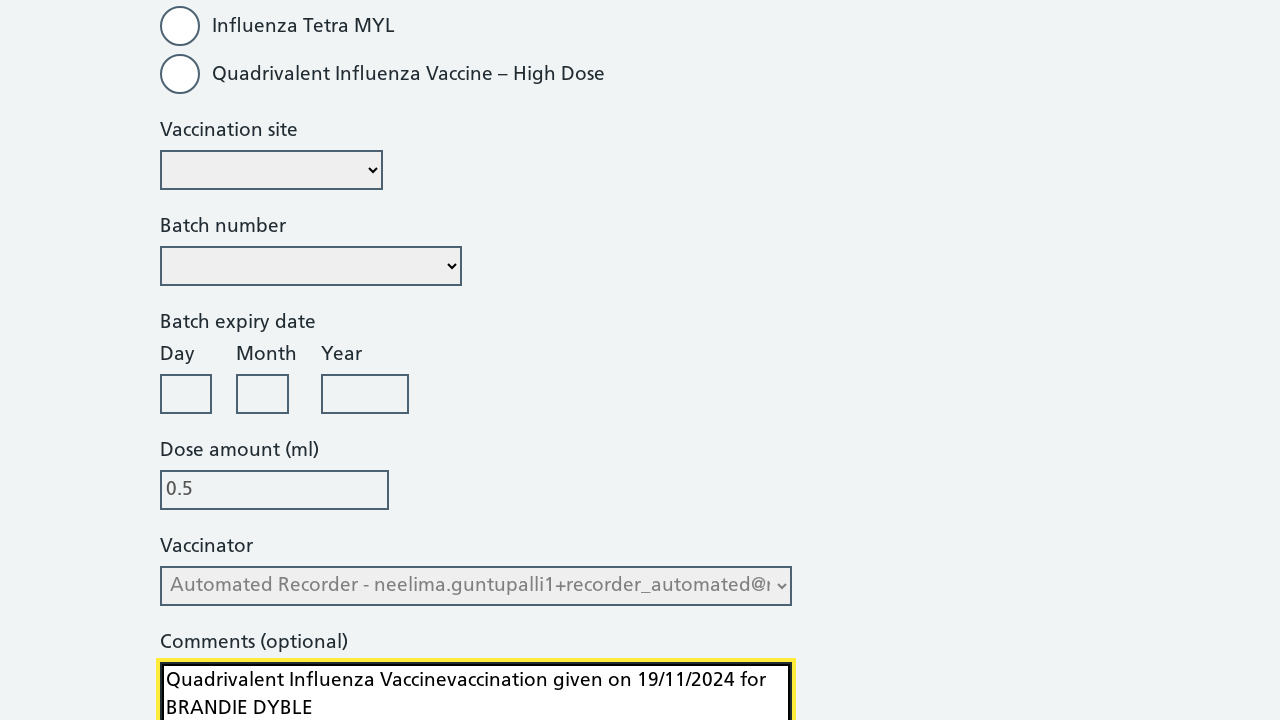 Influenza Tetra MYL
Quadrivalent Influenza Vaccine – High Dose
Vaccination site
Batch number
Batch expiry date
Day Month Year
Dose amount (ml)
0.5
Vaccinator
Automated Recorder - neelima.guntupalli1+recorder_automated@
Comments (optional)
Quadrivalent Influenza Vaccinevaccination given on 19/11/2024 for
BRANDIE DYBLE